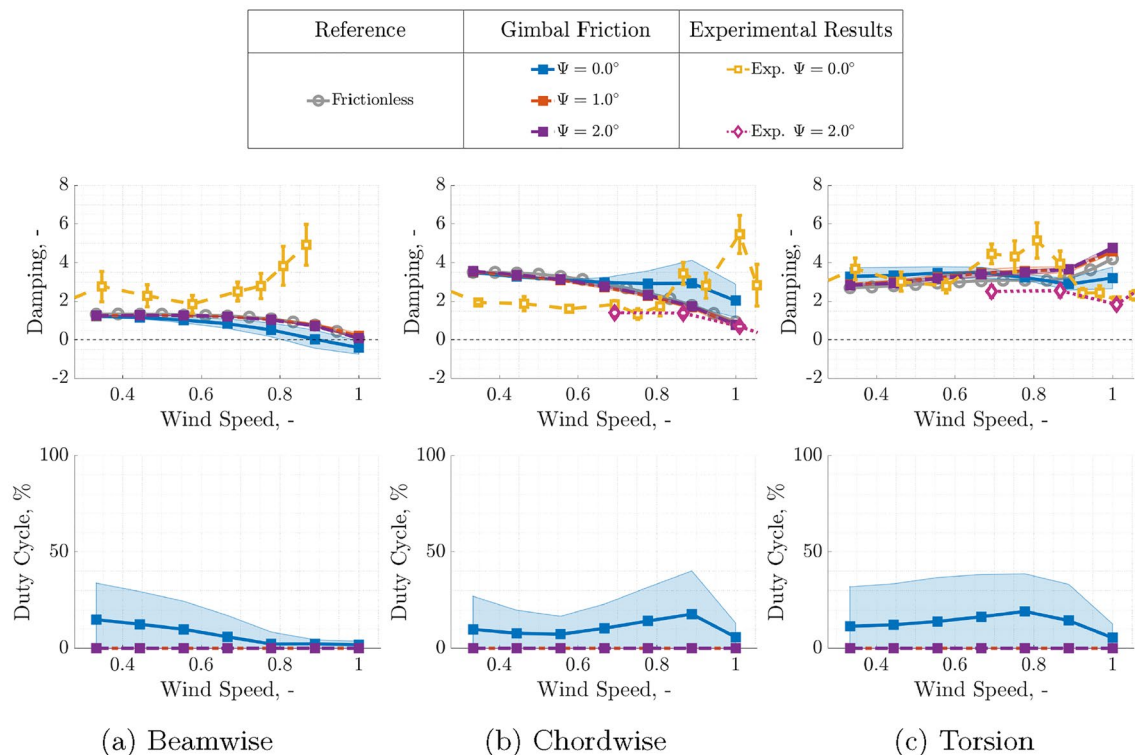 Reference Gimbal Friction Experimental Results
Frictionless
Ψ = 0.0°
Ψ = 1.0°
Ψ = 2.0°
Exp. Ψ = 0.0°
Exp. Ψ = 2.0°
8
6
4
2
0
-2
Damping, -
0.4 0.6 0.8 1
Wind Speed, -
8
6
4
2
0
-2
Damping, -
0.4 0.6 0.8 1
Wind Speed, -
8
6
4
2
0
-2
Damping, -
0.4 0.6 0.8 1
Wind Speed, -
100
50
0
Duty Cycle, %
0.4 0.6 0.8 1
Wind Speed, -
100
50
0
Duty Cycle, %
0.4 0.6 0.8 1
Wind Speed, -
100
50
0
Duty Cycle, %
0.4 0.6 0.8 1
Wind Speed, -
(a) Beamwise
(b) Chordwise
(c) Torsion